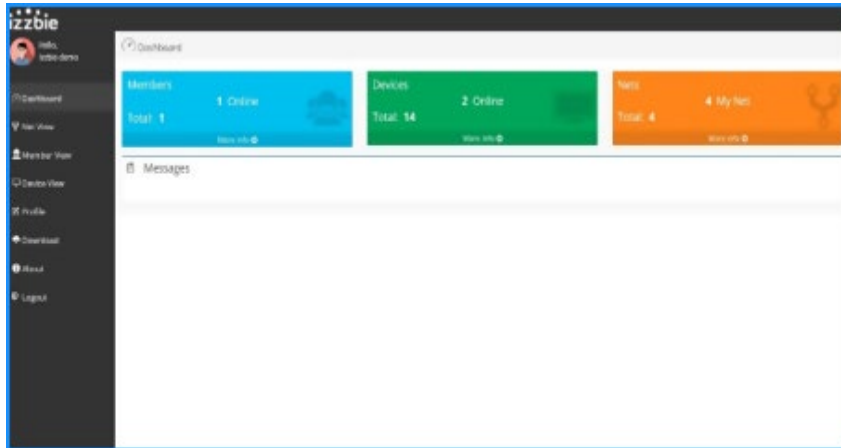 izzbie
Hello,
izzbie demo
Dashboard
Net View
Member View
Device View
Profile
Download
About
Logout
Dashboard
Members
1 Online
Total: 1
More info
Devices
2 Online
Total: 14
More info
Nets
4 My Net
Total: 4
More info
Messages